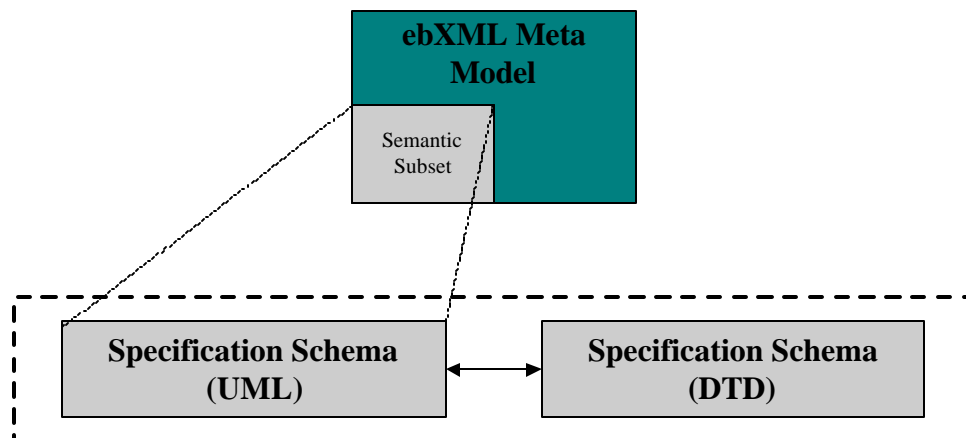 ebXML Meta
Model
Semantic
Subset
Specification Schema
(UML)
Specification Schema
(DTD)